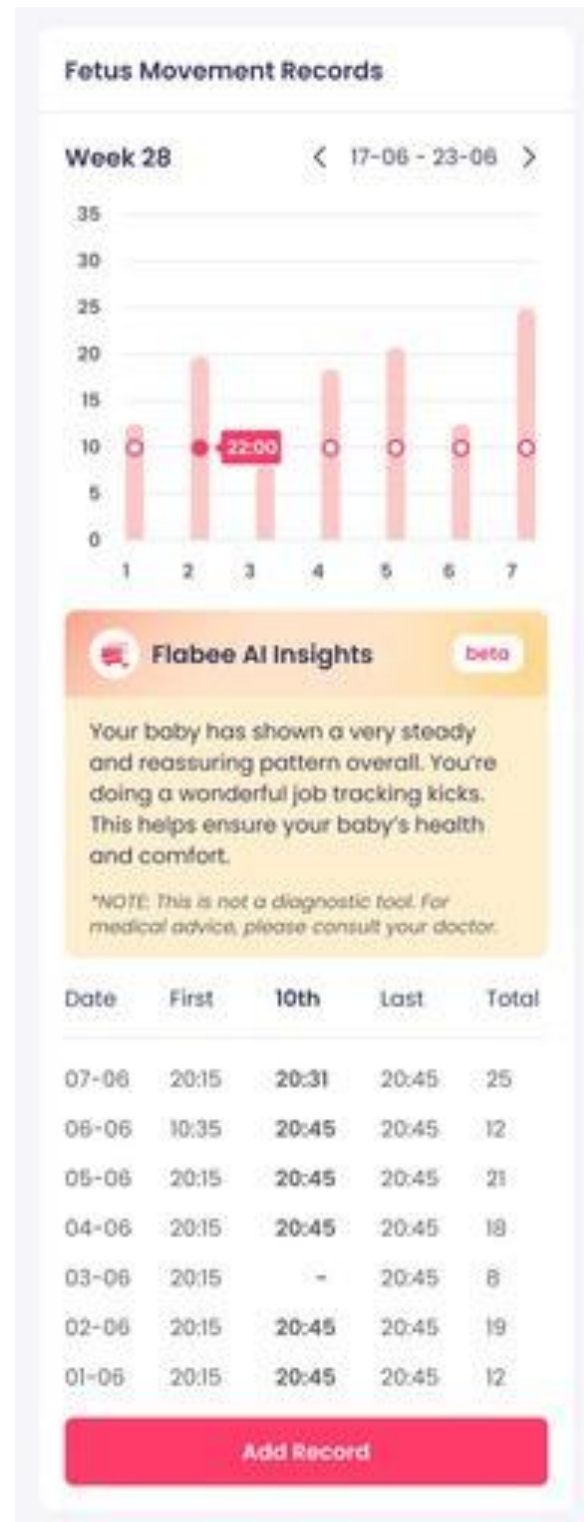 Fetus Movement Records
Week 28 < 17-06 - 23-06 >
35
30
25
20
15
10 22:00
5
0
1 2 3 4 5 6 7
Flabee AI Insights beta
Your baby has shown a very steady
and reassuring pattern overall. You're
doing a wonderful job tracking kicks.
This helps ensure your baby's health
and comfort.
*NOTE: This is not a diagnostic tool. For
medical advice, please consult your doctor.
Date First 10th Last Total
07-06 20:15 20:31 20:45 25
06-06 10:35 20:45 20:45 12
05-06 20:15 20:45 20:45 21
04-06 20:15 20:45 20:45 18
03-06 20:15 - 20:45 8
02-06 20:15 20:45 20:45 19
01-06 20:15 20:45 20:45 12
Add Record